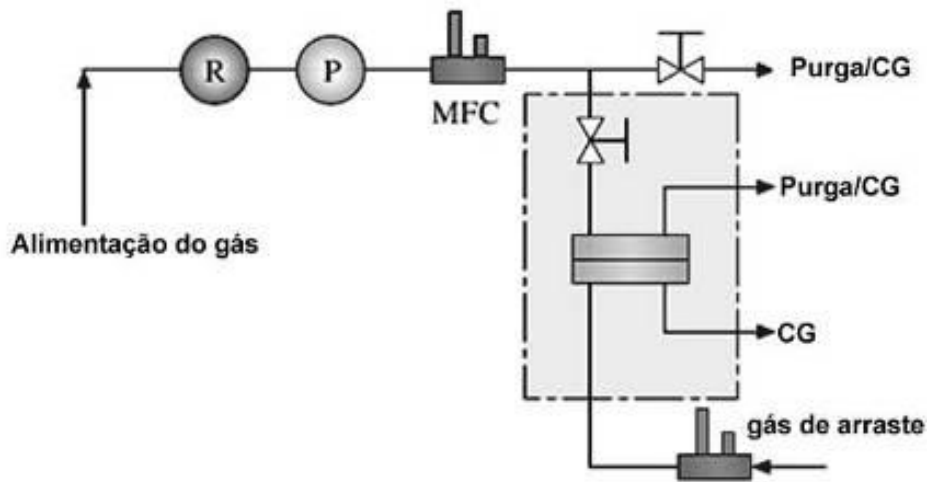 R
P
MFC
Purga/CG
Purga/CG
Alimentação do gás
CG
gás de arraste